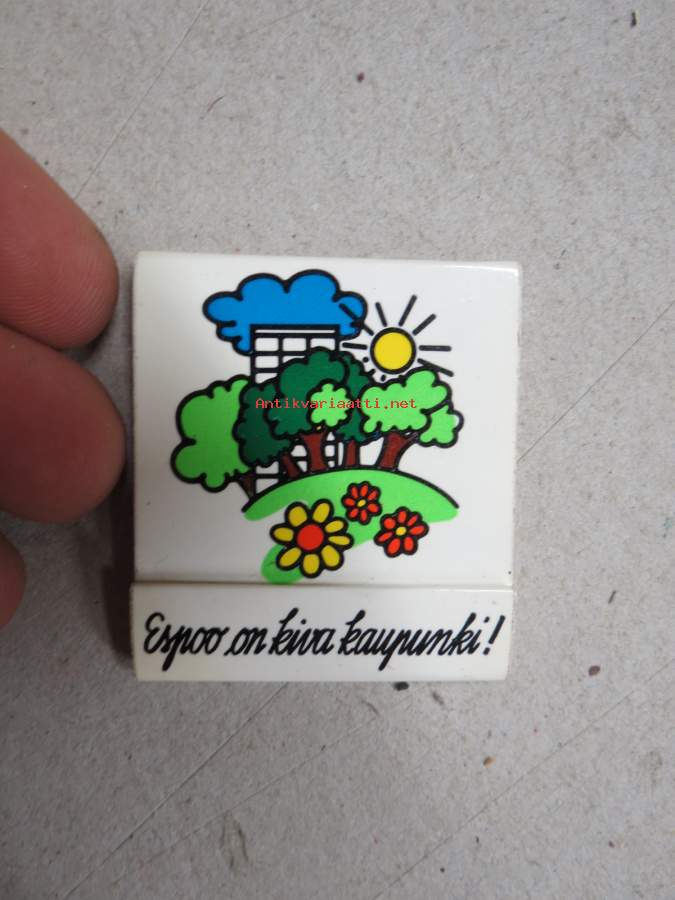 Antikvariaatti.net
Espoo on kiva kaupunki!